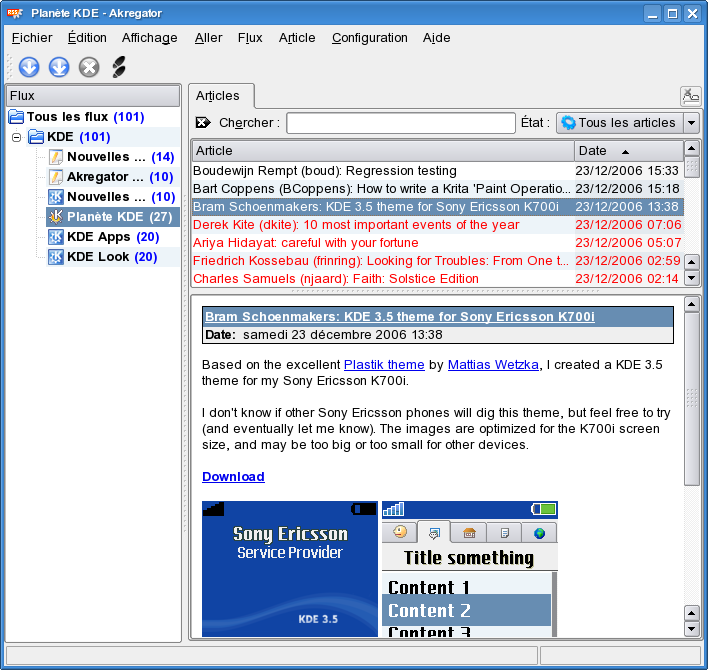 Planète KDE - Akregator
Fichier Édition Affichage Aller Flux Article Configuration Aide
Flux
Tous les flux (101)
KDE (101)
Nouvelles ... (14)
Akregator ... (10)
Nouvelles ... (10)
Planète KDE (27)
KDE Apps (20)
KDE Look (20)
Articles
Chercher : État : Tous les articles
Article Date
Boudewijn Rempt (boud): Regression testing 23/12/2006 15:33
Bart Coppens (BCoppens): How to write a Krita 'Paint Operatio... 23/12/2006 15:18
Bram Schoenmakers: KDE 3.5 theme for Sony Ericsson K700i 23/12/2006 13:38
Derek Kite (dkite): 10 most important events of the year 23/12/2006 07:06
Ariya Hidayat: careful with your fortune 23/12/2006 05:07
Friedrich Kossebau (frinring): Looking for Troubles: From One t... 23/12/2006 02:59
Charles Samuels (njaard): Faith: Solstice Edition 23/12/2006 02:14
Bram Schoenmakers: KDE 3.5 theme for Sony Ericsson K700i
Date: samedi 23 décembre 2006 13:38
Based on the excellent Plastik theme by Mattias Wetzka, I created a KDE 3.5
theme for my Sony Ericsson K700i.
I don't know if other Sony Ericsson phones will dig this theme, but feel free to try
(and eventually let me know). The images are optimized for the K700i screen
size, and may be too big or too small for other devices.
Download
Sony Ericsson
Service Provider
KDE 3.5
Title something
Content 1
Content 2
Content 3